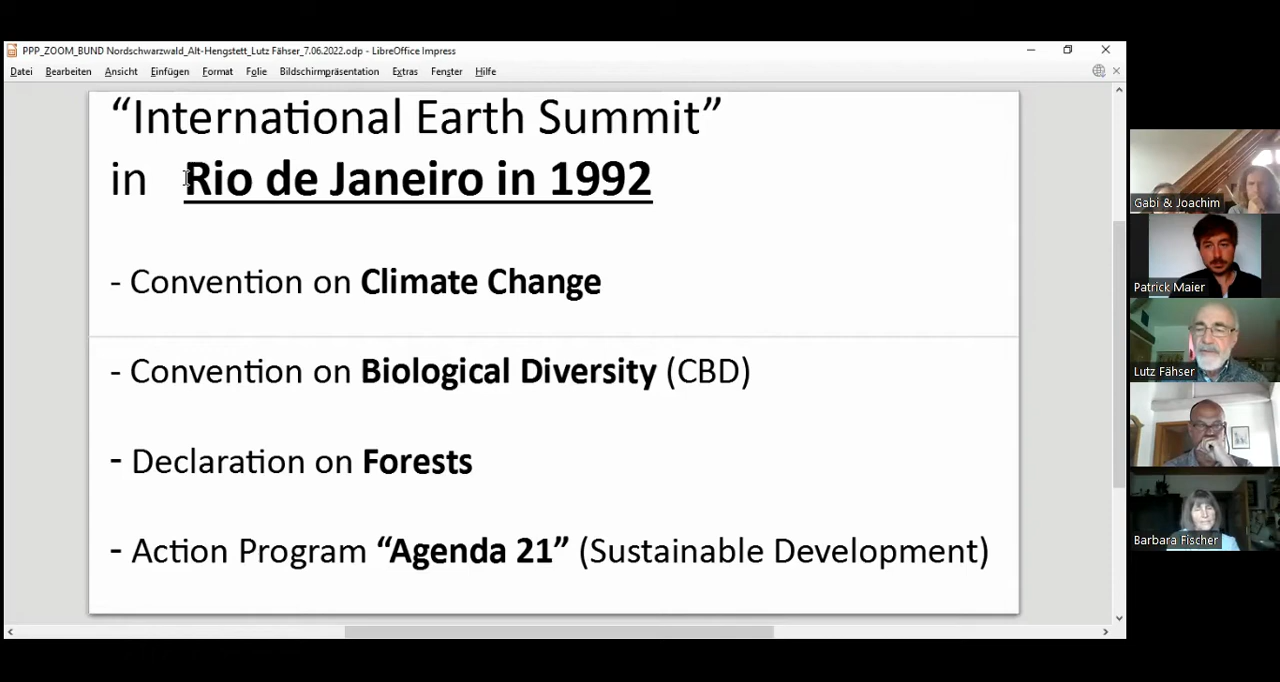 PPP_ZOOM_BUND Nordschwarzwald_Alt-Hengstett_Lutz Fähser_7.06.2022.odp - LibreOffice Impress
Datei Bearbeiten Ansicht Einfügen Format Folie Bildschirmpräsentation Extras Fenster Hilfe
“International Earth Summit”
in Rio de Janeiro in 1992
- Convention on Climate Change
- Convention on Biological Diversity (CBD)
- Declaration on Forests
- Action Program “Agenda 21” (Sustainable Development)
Gabi & Joachim
Patrick Maier
Lutz Fähser
Barbara Fischer